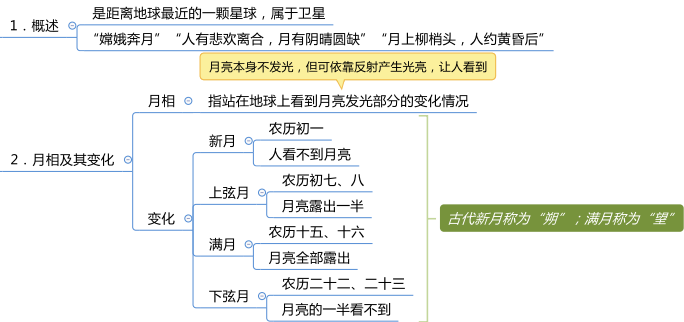 1．概述
是距离地球最近的一颗星球，属于卫星
“嫦娥奔月”“人有悲欢离合，月有阴晴圆缺”“月上柳梢头，人约黄昏后”
月亮本身不发光，但可依靠反射产生光亮，让人看到
2．月相及其变化
月相
指站在地球上看到月亮发光部分的变化情况
变化
新月
农历初一
人看不到月亮
上弦月
农历初七、八
月亮露出一半
满月
农历十五、十六
月亮全部露出
下弦月
农历二十二、二十三
月亮的一半看不到
古代新月称为“朔”；满月称为“望”